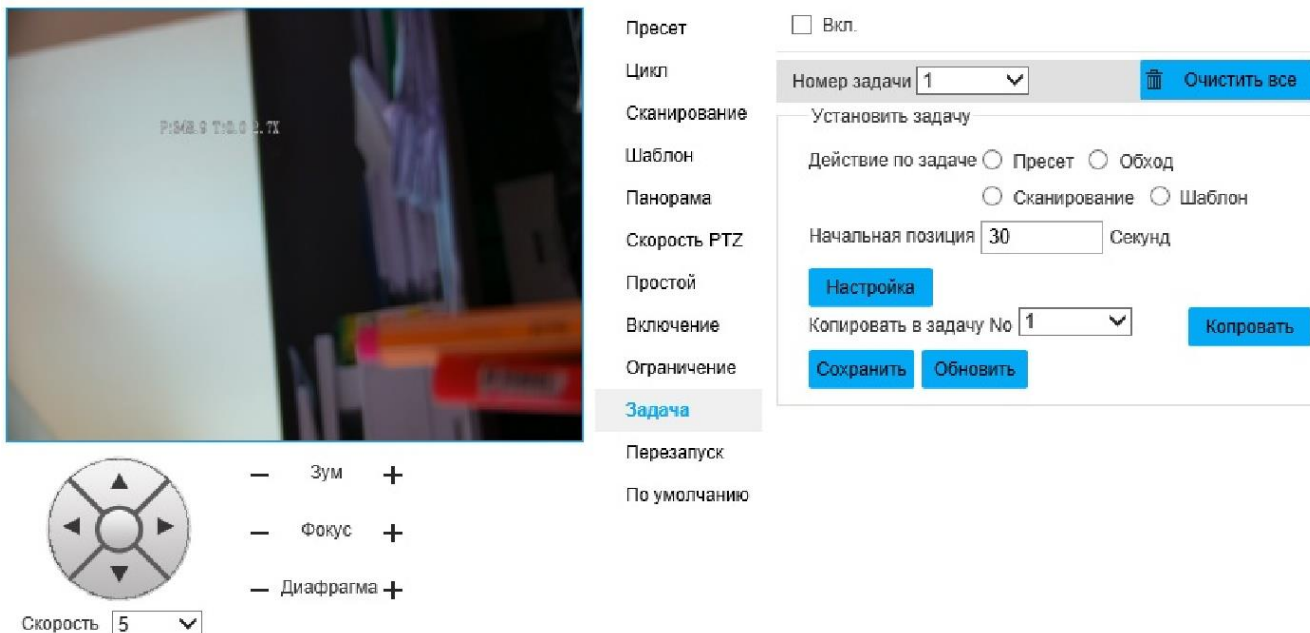 Пресет
Цикл
Сканирование
Шаблон
Панорама
Скорость PTZ
Простой
Включение
Ограничение
Задача
Перезапуск
По умолчанию
Вкл.
Номер задачи 1
Очистить все
Установить задачу
Действие по задаче Пресет Обход
Сканирование Шаблон
Начальная позиция 30 Секунд
Настройка
Копировать в задачу No 1 Копровать
Сохранить Обновить
- Зум +
- Фокус +
- Диафрагма +
Скорость 5